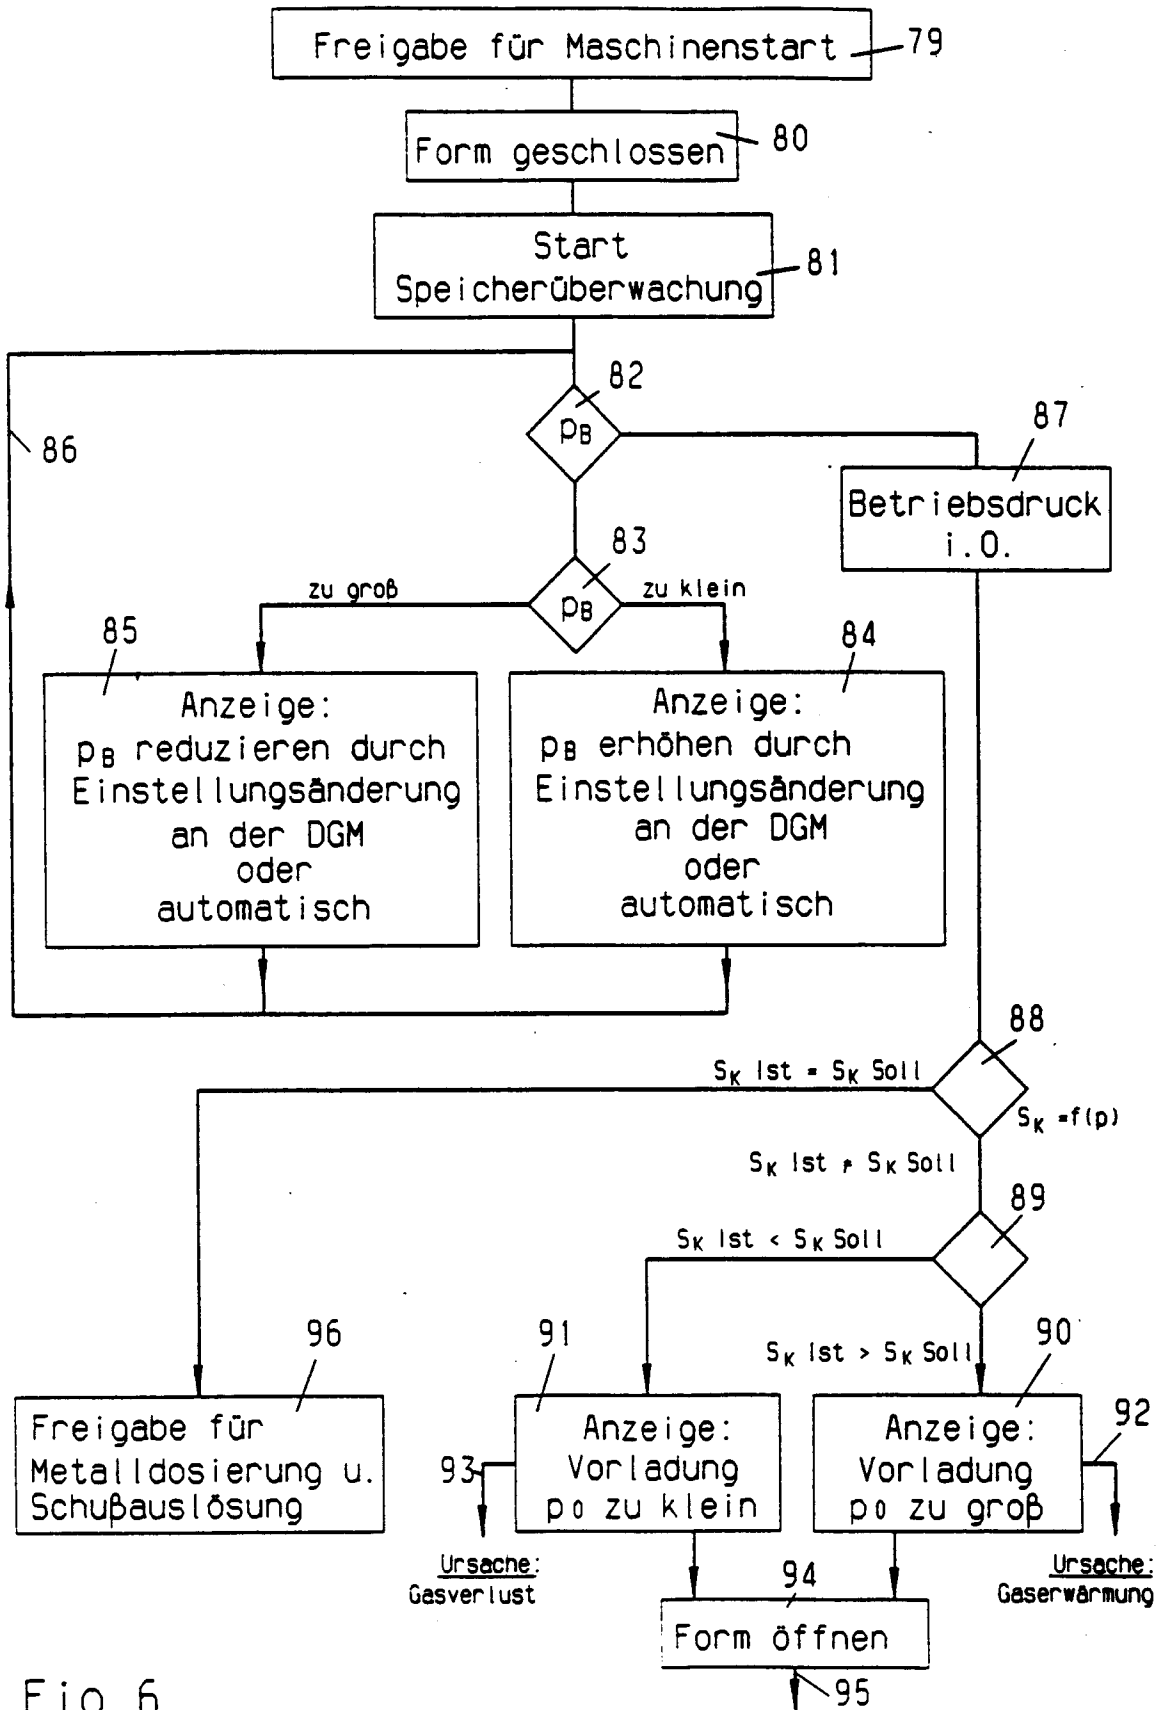 Freigabe für Maschinenstart
79
Form geschlossen
80
Start
Speicherüberwachung
81
82
pB
86
87
Betriebsdruck
i.O.
83
pB
zu groß
zu klein
85
84
Anzeige:
pB reduzieren durch
Einstellungsänderung
an der DGM
oder
automatisch
Anzeige:
pB erhöhen durch
Einstellungsänderung
an der DGM
oder
automatisch
88
SK Ist = SK Soll
SK =f(p)
SK Ist ≠ SK Soll
89
SK Ist < SK Soll
SK Ist > SK Soll
96
91
90
Freigabe für
Metalldosierung u.
Schußauslösung
93
Anzeige:
Vorladung
p0 zu klein
Anzeige:
Vorladung
p0 zu groß
92
Ursache:
Gasverlust
Ursache:
Gaserwärmung
94
Form öffnen
95
Fig 6